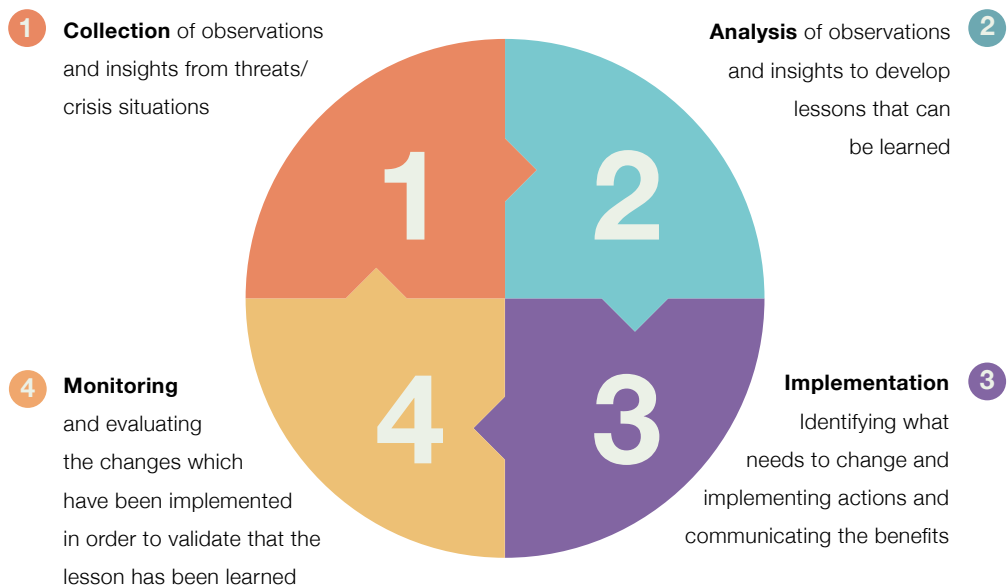 1
Collection of observations
and insights from threats/
crisis situations
2
Analysis of observations
and insights to develop
lessons that can
be learned
1
2
4
3
4
Monitoring
and evaluating
the changes which
have been implemented
in order to validate that the
lesson has been learned
3
Implementation
Identifying what
needs to change and
implementing actions and
communicating the benefits